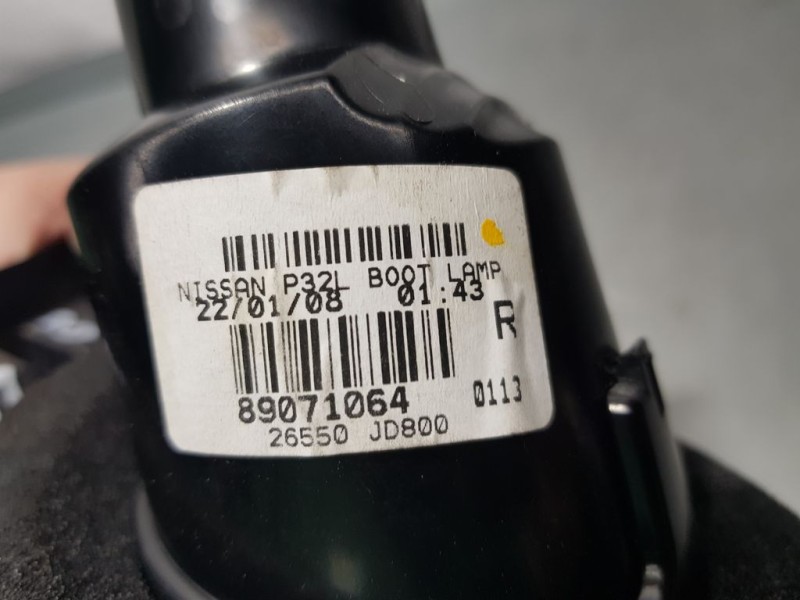 NISSAN P32L BOOT LAMP
22/01/08 01:43
R
89071064 0113
26550 JD800